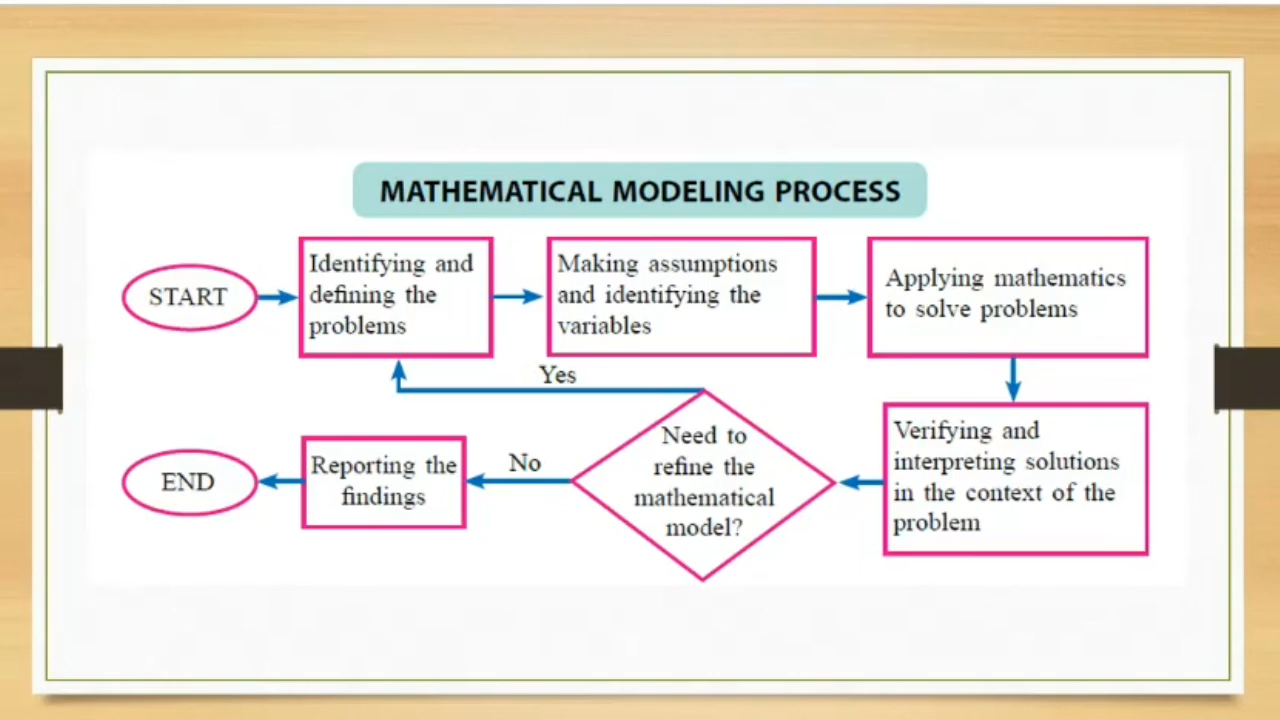 MATHEMATICAL MODELING PROCESS
START
Identifying and
defining the
problems
Making assumptions
and identifying the
variables
Applying mathematics
to solve problems
Verifying and
interpreting solutions
in the context of the
problem
Need to
refine the
mathematical
model?
Yes
No
Reporting the
findings
END